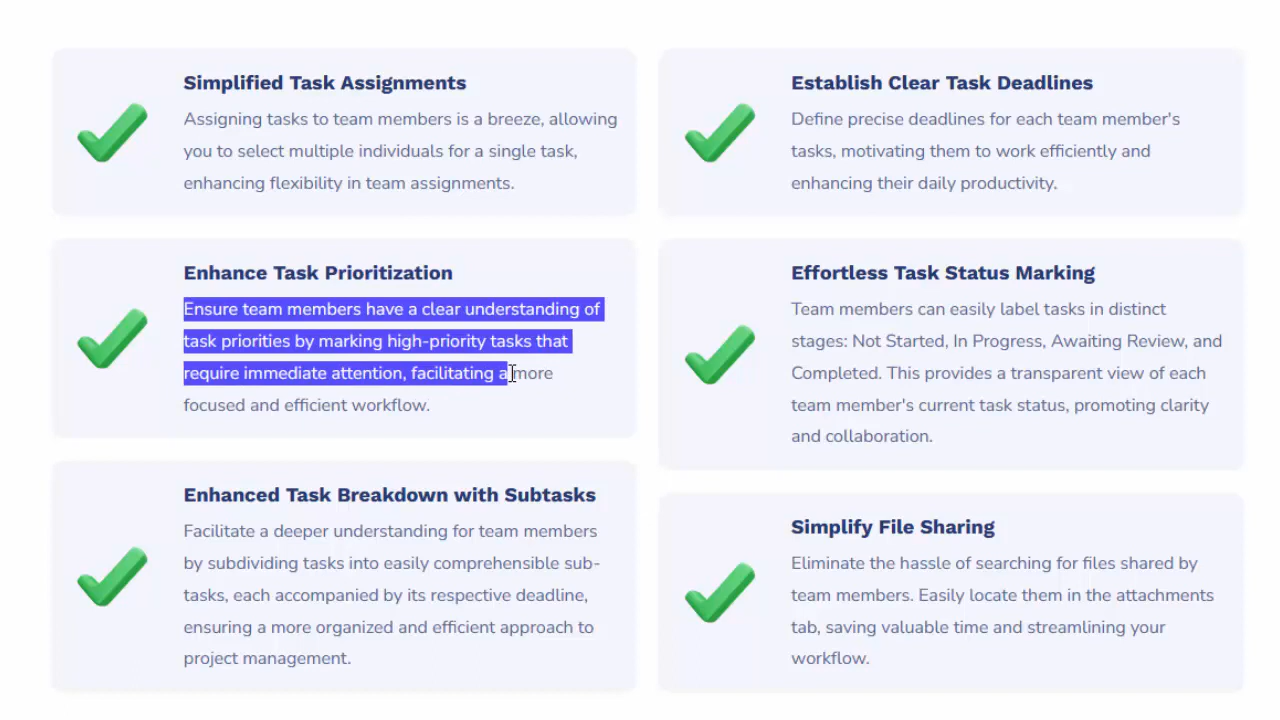 Simplified Task Assignments
Assigning tasks to team members is a breeze, allowing
you to select multiple individuals for a single task,
enhancing flexibility in team assignments.
Establish Clear Task Deadlines
Define precise deadlines for each team member's
tasks, motivating them to work efficiently and
enhancing their daily productivity.
Enhance Task Prioritization
Ensure team members have a clear understanding of
task priorities by marking high-priority tasks that
require immediate attention, facilitating a more
focused and efficient workflow.
Effortless Task Status Marking
Team members can easily label tasks in distinct
stages: Not Started, In Progress, Awaiting Review, and
Completed. This provides a transparent view of each
team member's current task status, promoting clarity
and collaboration.
Enhanced Task Breakdown with Subtasks
Facilitate a deeper understanding for team members
by subdividing tasks into easily comprehensible sub-
tasks, each accompanied by its respective deadline,
ensuring a more organized and efficient approach to
project management.
Simplify File Sharing
Eliminate the hassle of searching for files shared by
team members. Easily locate them in the attachments
tab, saving valuable time and streamlining your
workflow.